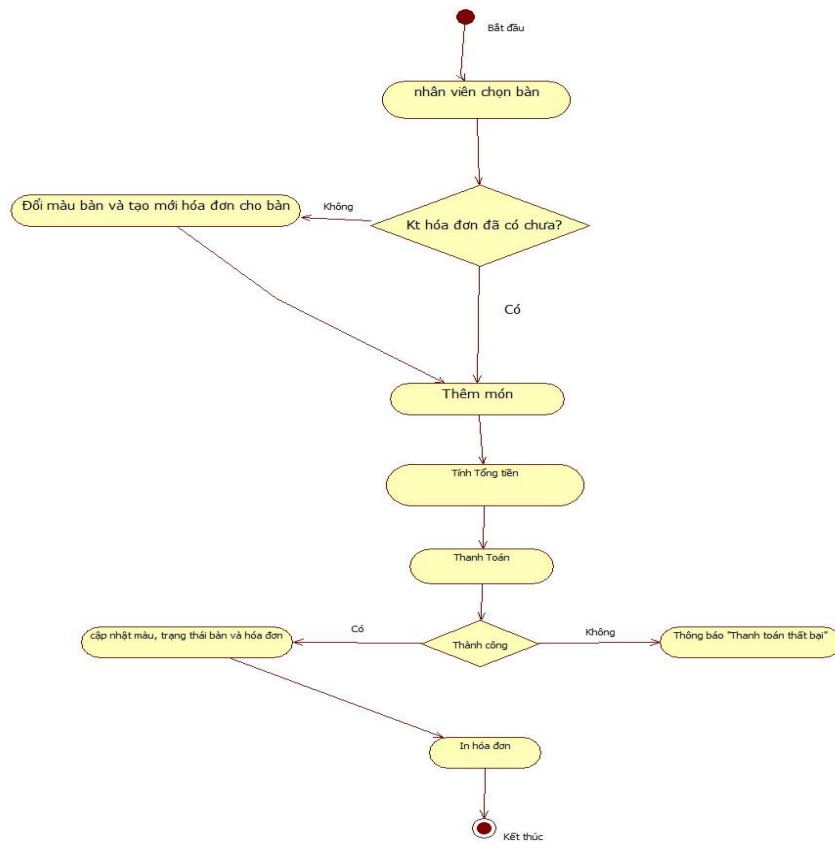 Bắt đầu
nhân viên chọn bàn
Không
Đổi màu bàn và tạo mới hóa đơn cho bàn
Kt hóa đơn đã có chưa?
Có
Thêm món
Tính Tổng tiền
Thanh Toán
Có
Không
cập nhật màu, trạng thái bàn và hóa đơn
Thành công
Thông báo "Thanh toán thất bại"
In hóa đơn
Kết thúc